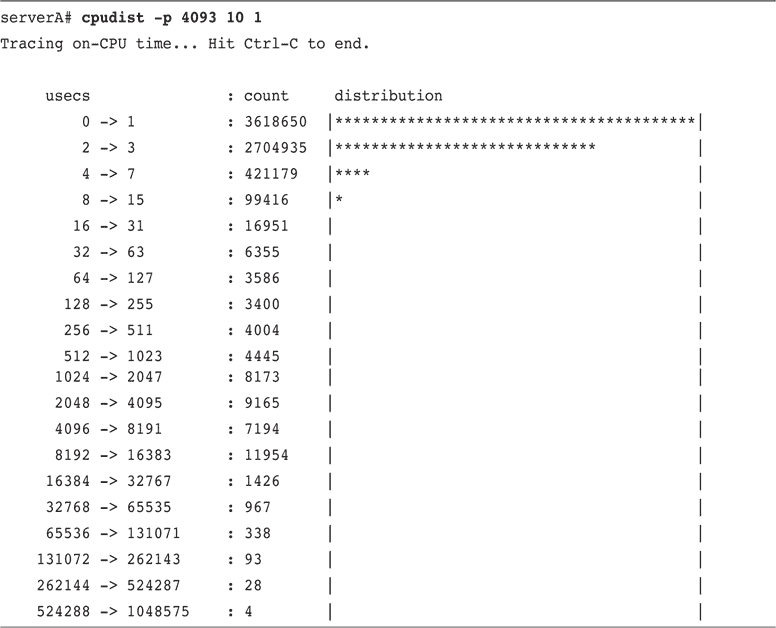 serverA# cpudist -p 4093 10 1
Tracing on-CPU time... Hit Ctrl-C to end.
     usecs               : count     distribution
         0 -> 1          : 3618650  |****************************************|
         2 -> 3          : 2704935  |*****************************           |
         4 -> 7          : 421179   |****                                    |
         8 -> 15         : 99416    |*                                       |
        16 -> 31         : 16951    |                                        |
        32 -> 63         : 6355     |                                        |
        64 -> 127        : 3586     |                                        |
       128 -> 255        : 3400     |                                        |
       256 -> 511        : 4004     |                                        |
       512 -> 1023       : 4445     |                                        |
      1024 -> 2047       : 8173     |                                        |
      2048 -> 4095       : 9165     |                                        |
      4096 -> 8191       : 7194     |                                        |
      8192 -> 16383      : 11954    |                                        |
     16384 -> 32767      : 1426     |                                        |
     32768 -> 65535      : 967      |                                        |
     65536 -> 131071     : 338      |                                        |
    131072 -> 262143     : 93       |                                        |
    262144 -> 524287     : 28       |                                        |
    524288 -> 1048575    : 4        |                                        |